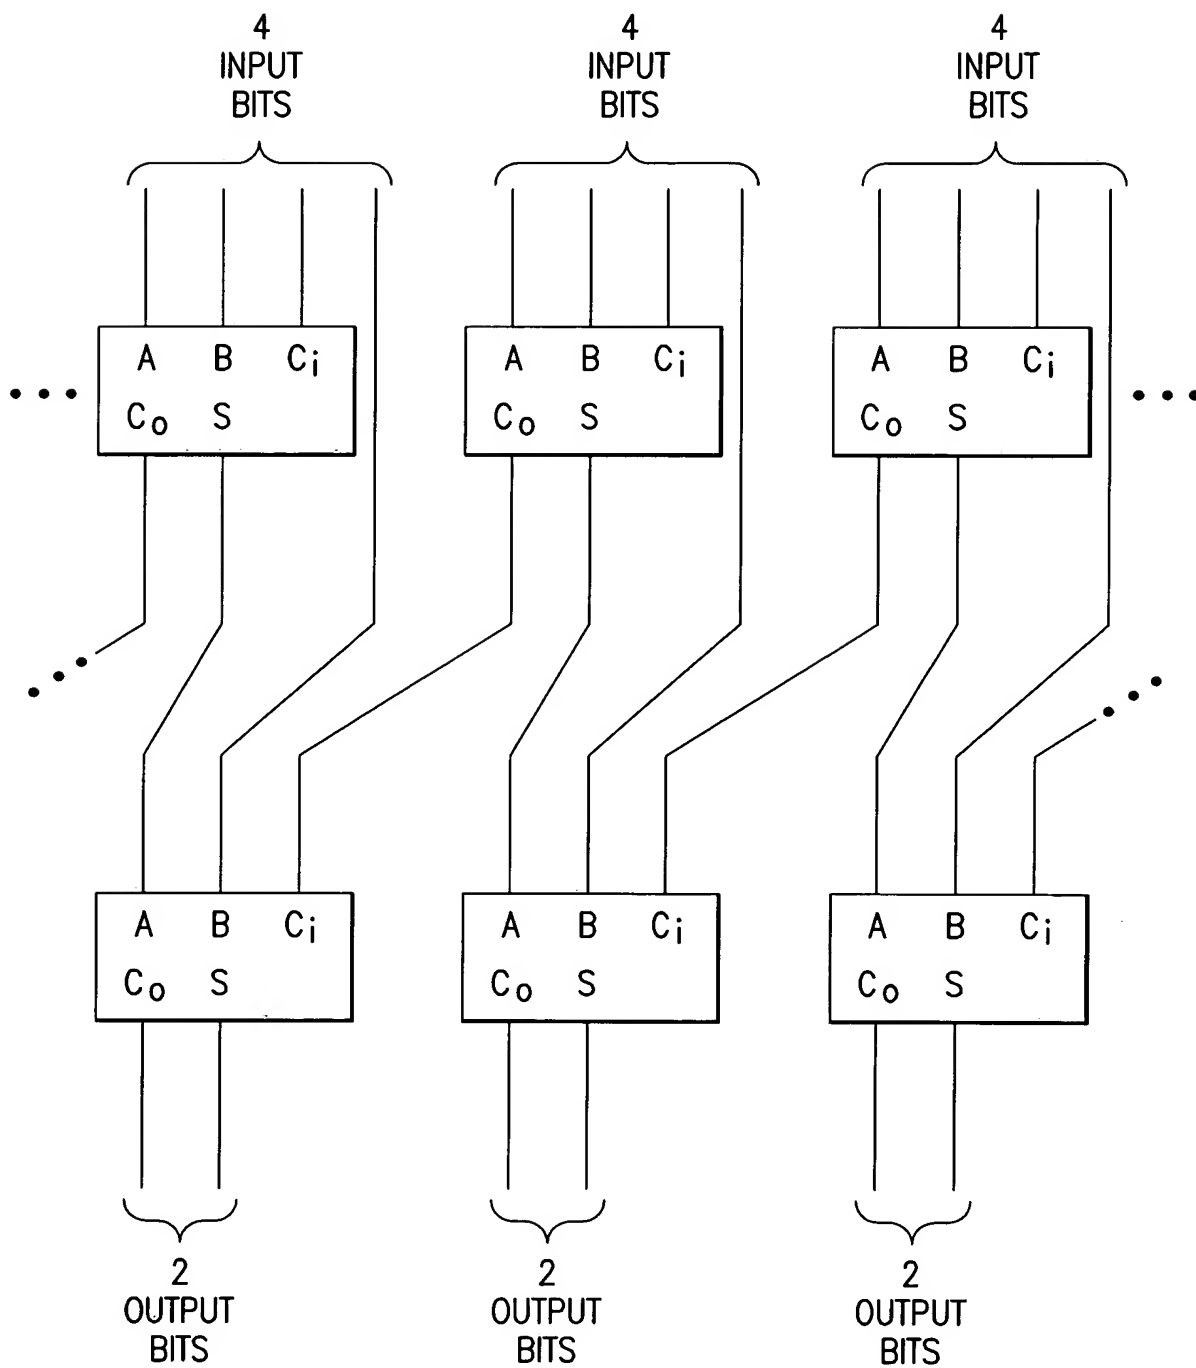 4 4 4
INPUT INPUT INPUT
BITS BITS BITS
A B Ci A B Ci A B Ci
Co S Co S Co S
A B Ci A B Ci A B Ci
Co S Co S Co S
2 2 2
OUTPUT OUTPUT OUTPUT
BITS BITS BITS